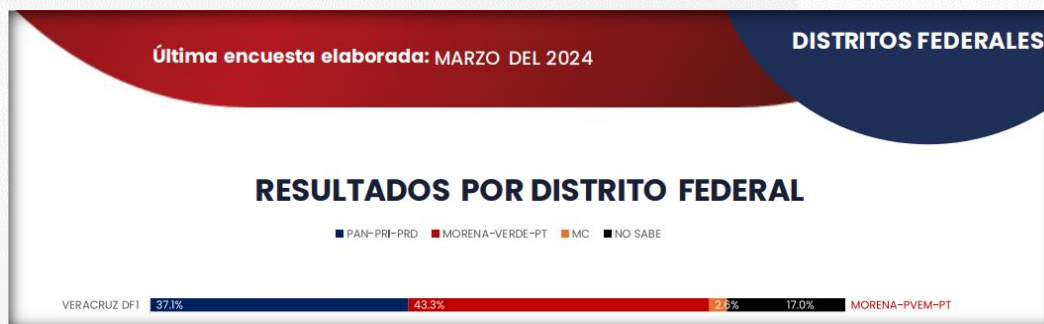 Última encuesta elaborada: MARZO DEL 2024
DISTRITOS FEDERALES
RESULTADOS POR DISTRITO FEDERAL
PAN-PRI-PRD MORENA-VERDE-PT MC NO SABE
VERACRUZ DF1 37.1% 43.3% 2.6% 17.0% MORENA-PVEM-PT